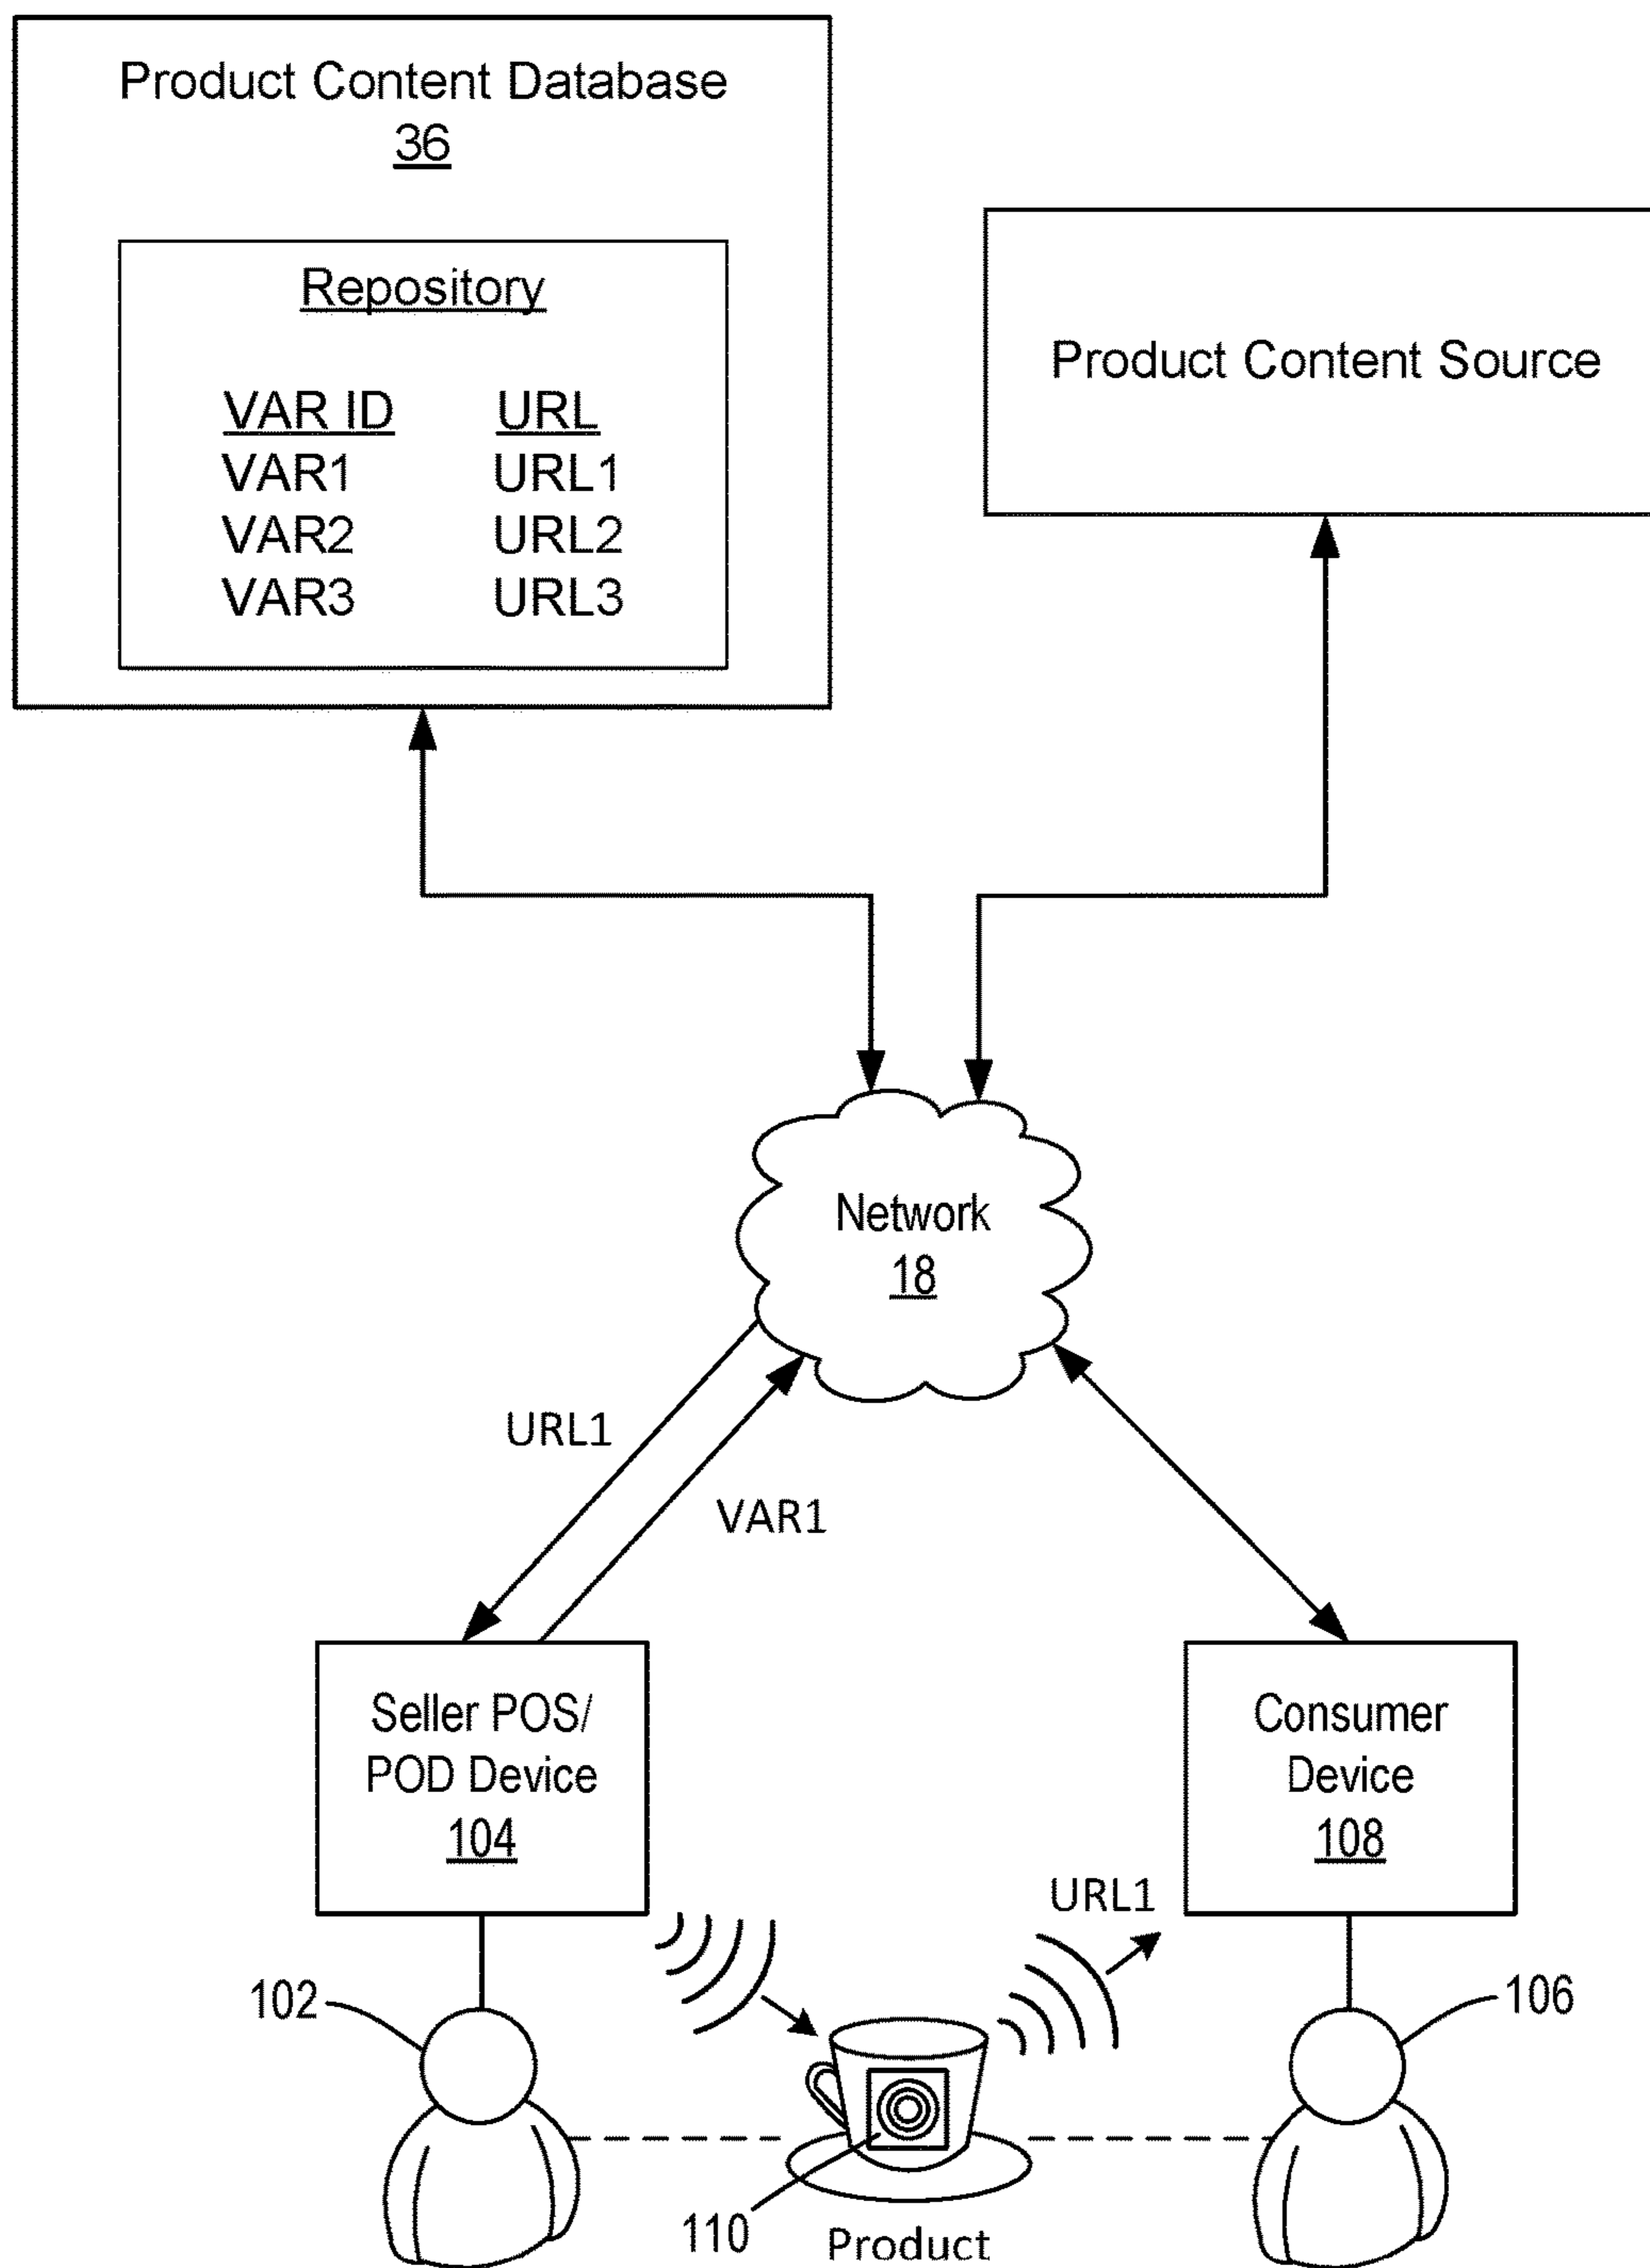 Product Content Database
36
Repository
VAR ID URL
VAR1 URL1
VAR2 URL2
VAR3 URL3
Product Content Source
Network
18
URL1
VAR1
Seller POS/
POD Device
104
Consumer
Device
108
URL1
102
106
110
Product